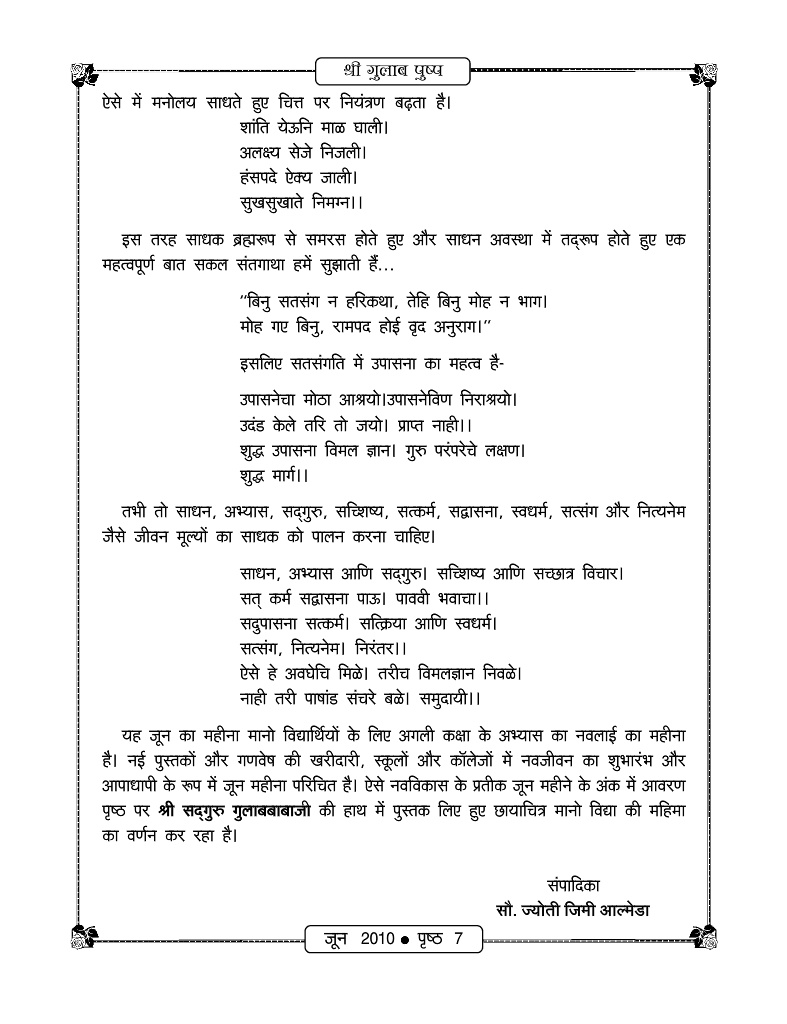 श्री गुलाब पुष्प
ऐसे में मनोलय साधते हुए चित्त पर नियंत्रण बढ़ता है।
शांति येऊनि माळ घाली।
अलक्ष्य सेजे निजली।
हंसपदे ऐक्य जाली।
सुखसुखाते निमग्न।।
इस तरह साधक ब्रह्मरूप से समरस होते हुए और साधन अवस्था में तद्रूप होते हुए एक
महत्वपूर्ण बात सकल संतगाथा हमें सुझाती हैं...
"बिनु सतसंग न हरिकथा, तेहि बिनु मोह न भाग।
मोह गए बिनु, रामपद होई वृद अनुराग।"
इसलिए सतसंगति में उपासना का महत्व है-
उपासनेचा मोठा आश्रयो।उपासनेविण निराश्रयो।
उदंड केले तरि तो जयो। प्राप्त नाही।।
शुद्ध उपासना विमल ज्ञान। गुरु परंपरेचे लक्षण।
शुद्ध मार्ग।।
तभी तो साधन, अभ्यास, सद्गुरु, सच्शिष्य, सत्कर्म, सद्वासना, स्वधर्म, सत्संग और नित्यनेम
जैसे जीवन मूल्यों का साधक को पालन करना चाहिए।
साधन, अभ्यास आणि सद्गुरु। सच्शिष्य आणि सच्छात्र विचार।
सत् कर्म सद्वासना पाऊ। पाववी भवाचा।।
सदुपासना सत्कर्म। सत्क्रिया आणि स्वधर्म।
सत्संग, नित्यनेम। निरंतर।।
ऐसे हे अवघेचि मिळे। तरीच विमलज्ञान निवळे।
नाही तरी पाषांड संचरे बळे। समुदायी।।
यह जून का महीना मानो विद्यार्थियों के लिए अगली कक्षा के अभ्यास का नवलाई का महीना
है। नई पुस्तकों और गणवेष की खरीदारी, स्कूलों और कॉलेजों में नवजीवन का शुभारंभ और
आपाधापी के रूप में जून महीना परिचित है। ऐसे नवविकास के प्रतीक जून महीने के अंक में आवरण
पृष्ठ पर श्री सद्गुरु गुलाबबाबाजी की हाथ में पुस्तक लिए हुए छायाचित्र मानो विद्या की महिमा
का वर्णन कर रहा है।
संपादिका
सौ. ज्योती जिमी आल्मेडा
जून 2010 ● पृष्ठ 7